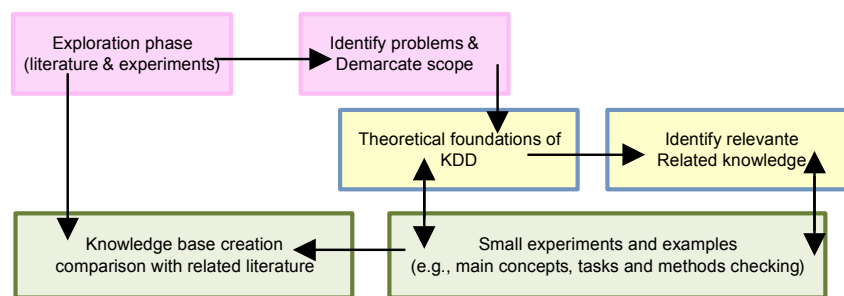 Exploration phase
(literature & experiments)
Identify problems &
Demarcate scope
Theoretical foundations of
KDD
Identify relevante
Related knowledge
Knowledge base creation
comparison with related literature
Small experiments and examples
(e.g., main concepts, tasks and methods checking)